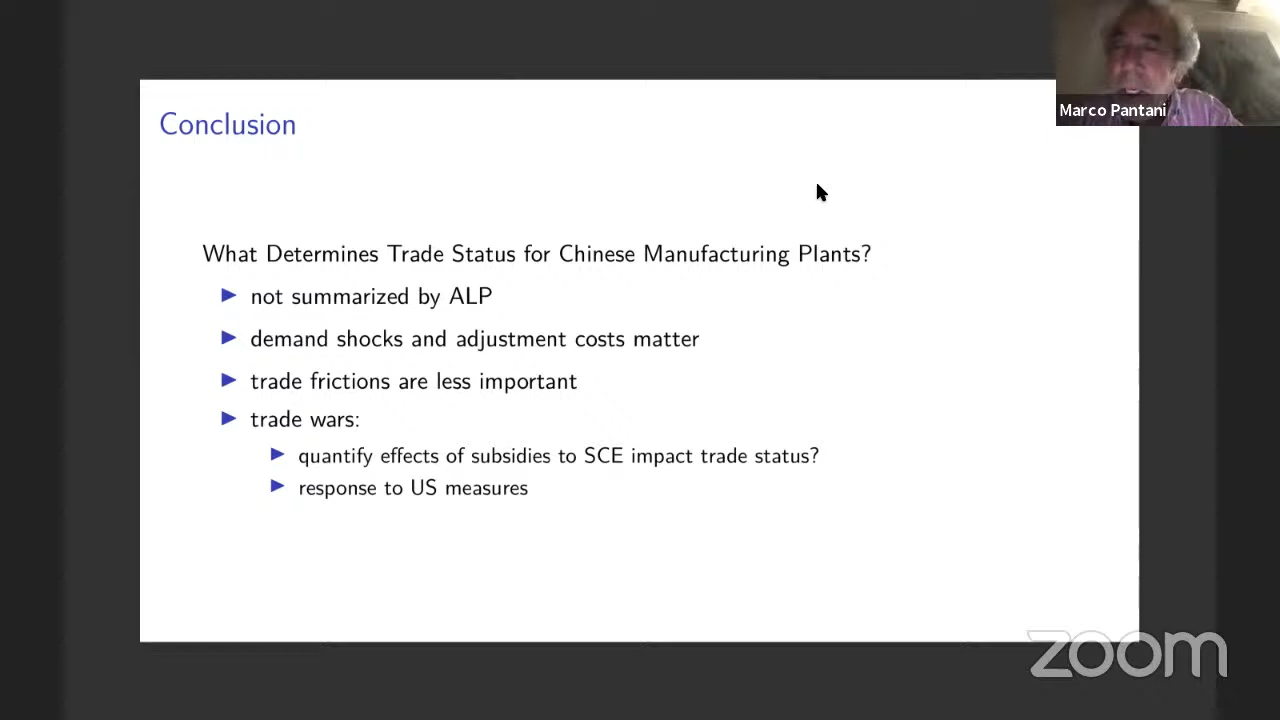 Marco Pantani
Conclusion
What Determines Trade Status for Chinese Manufacturing Plants?
not summarized by ALP
demand shocks and adjustment costs matter
trade frictions are less important
trade wars:
quantify effects of subsidies to SCE impact trade status?
response to US measures
zoom